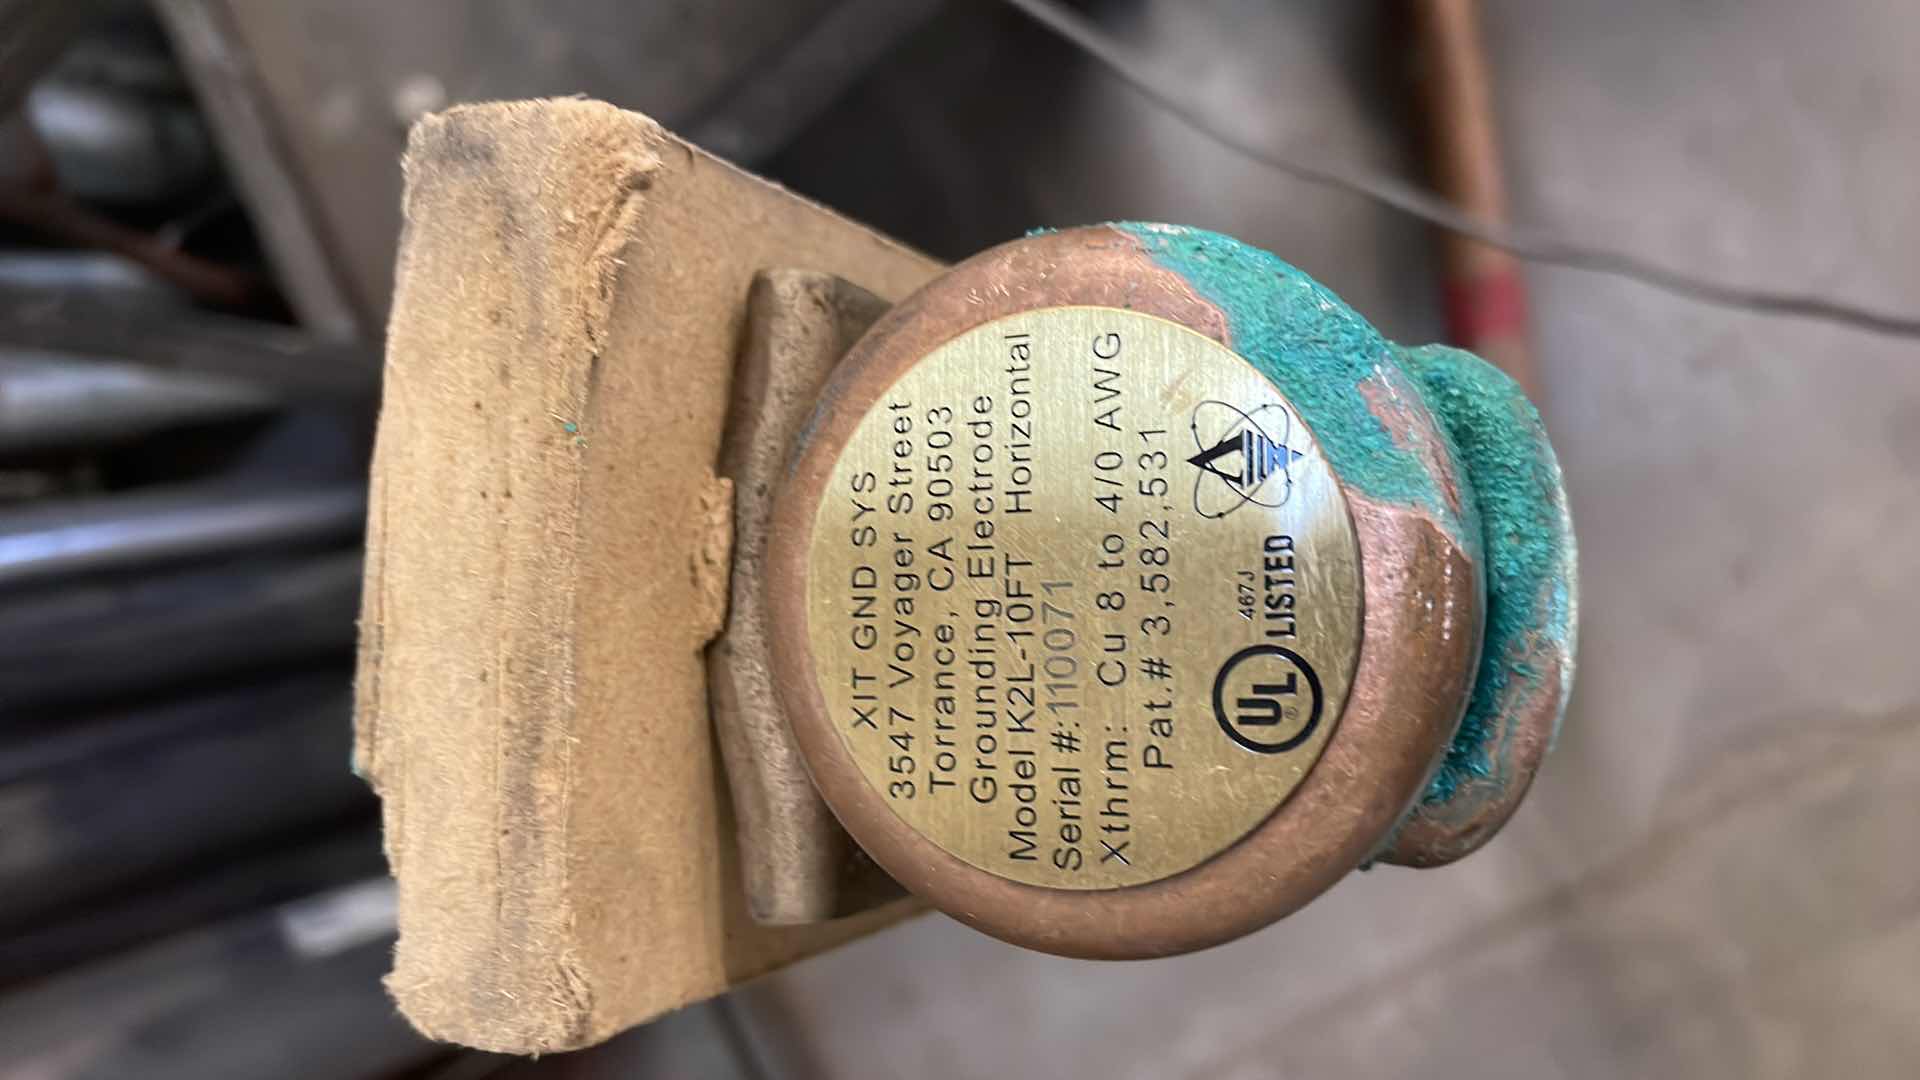 XIT GND SYS
3547 Voyager Street
Torrance, CA 90503
Grounding Electrode
Model K2L-10FT Horizontal
Serial #:110071
Xthrm: Cu 8 to 4/0 AWG
Pat.# 3,582,531
UL ® 467J
LISTED